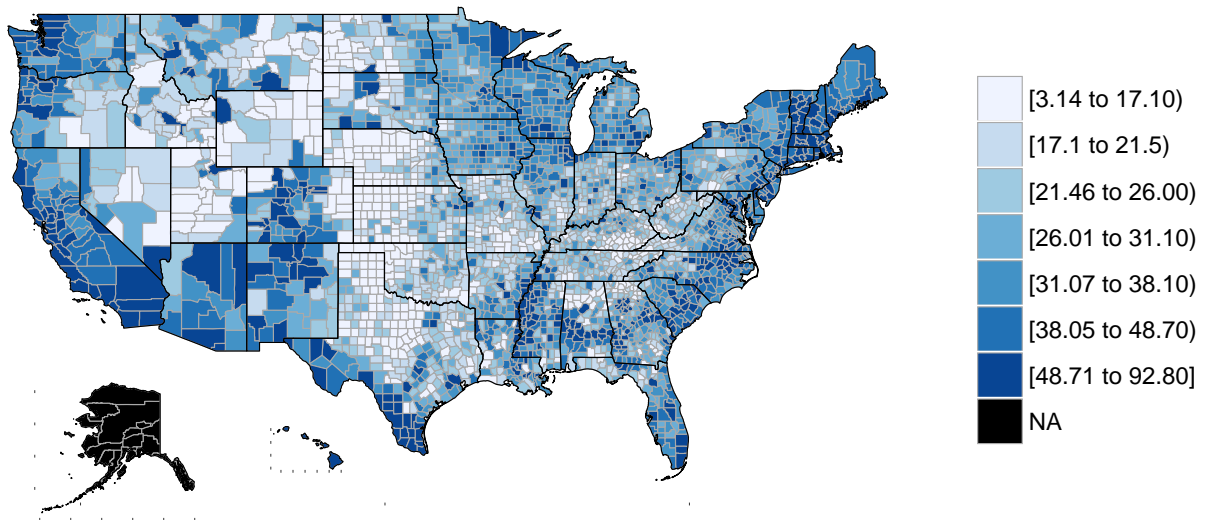 [3.14 to 17.10)
[17.1 to 21.5)
[21.46 to 26.00)
[26.01 to 31.10)
[31.07 to 38.10)
[38.05 to 48.70)
[48.71 to 92.80]
NA